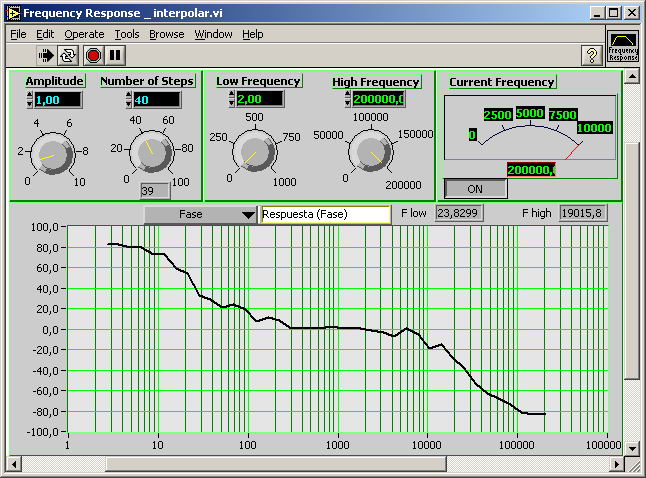 Frequency Response _ interpolar.vi
File Edit Operate Tools Browse Window Help
? Frequency Response
Amplitude Number of Steps Low Frequency High Frequency Current Frequency
1,00 40 2,00 200000,0
4 6 40 60 500 100000 2500 5000 7500
2 8 20 80 250 750 50000 150000 0 10000
0 10 0 100 0 1000 0 200000 200000,0
39 ON
Fase Respuesta (Fase) F low 23,8299 F high 19015,8
100,0
80,0
60,0
40,0
20,0
0,0
-20,0
-40,0
-60,0
-80,0
-100,0
1 10 100 1000 10000 100000 100000